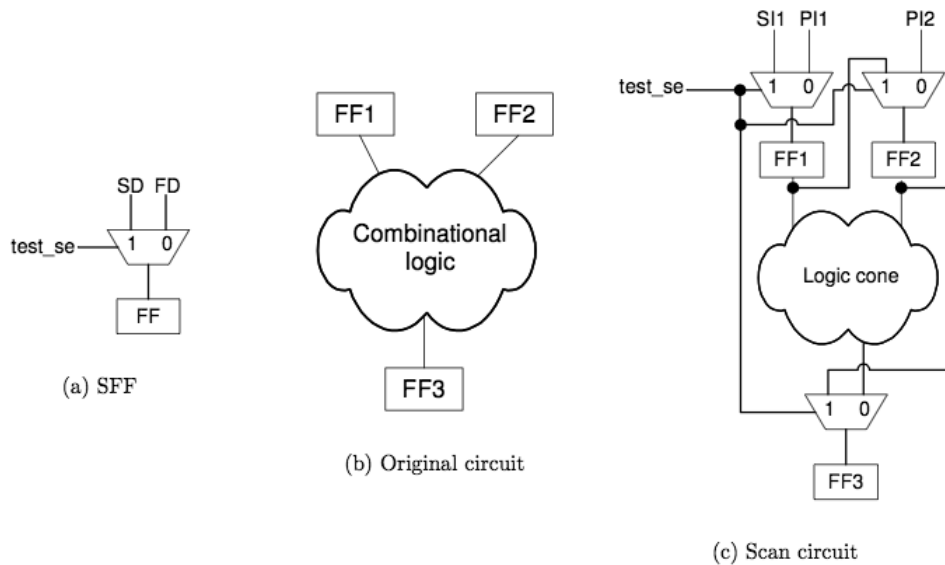 SD FD
test_se
1 0
FF
(a) SFF
FF1
FF2
Combinational
logic
FF3
(b) Original circuit
SI1 PI1
PI2
test_se
1 0
1 0
FF1
FF2
Logic cone
1 0
FF3
(c) Scan circuit